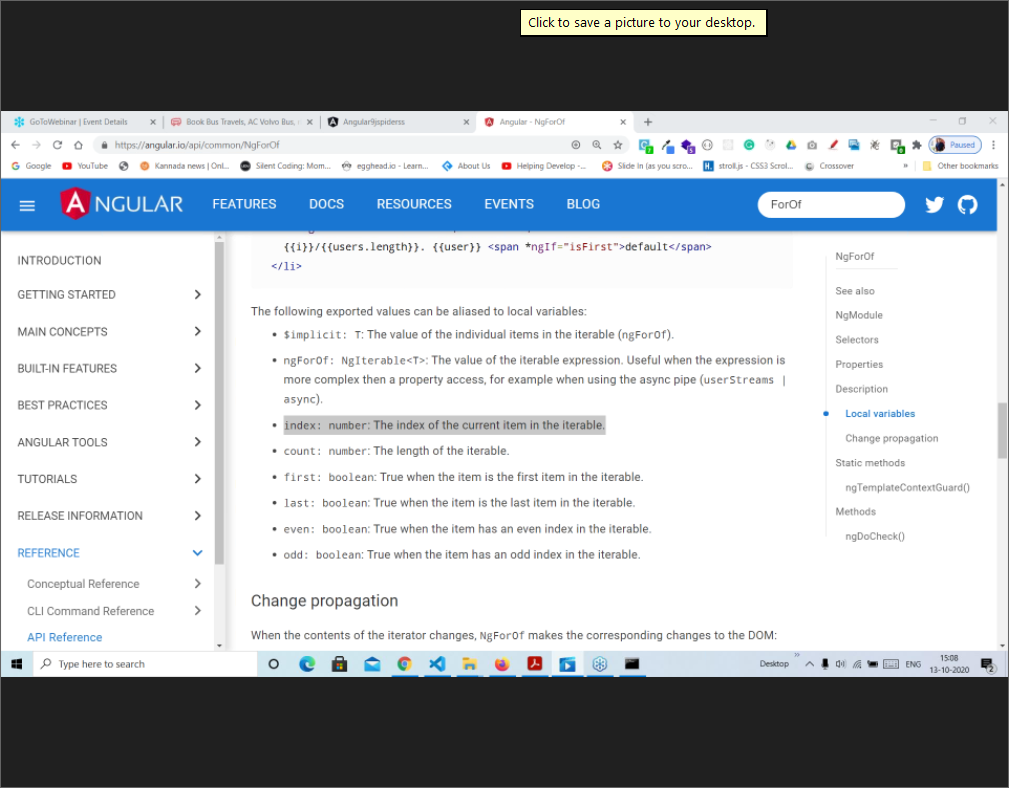 Click to save a picture to your desktop.
GoToWebinar | Event Details
Book Bus Travels, AC Volvo Bus,
Angular9jspiderss
Angular - NgForOf
https://angular.io/api/common/NgForOf
Paused
Google
YouTube
Kannada news | Onl...
Silent Coding: Mom...
egghead.io - Learn...
About Us
Helping Develop -...
Slide In (as you scro...
stroll.js - CSS3 Scroll...
Crossover
»
Other bookmarks
ANGULAR
FEATURES
DOCS
RESOURCES
EVENTS
BLOG
ForOf
INTRODUCTION
GETTING STARTED
MAIN CONCEPTS
BUILT-IN FEATURES
BEST PRACTICES
ANGULAR TOOLS
TUTORIALS
RELEASE INFORMATION
REFERENCE
Conceptual Reference
CLI Command Reference
API Reference
{{i}}/{{users.length}}. {{user}} <span *ngIf="isFirst">default</span>
</li>
The following exported values can be aliased to local variables:
• $implicit: T: The value of the individual items in the iterable (ngForOf).
• ngForOf: NgIterable<T>: The value of the iterable expression. Useful when the expression is
more complex then a property access, for example when using the async pipe (userStreams |
async).
• index: number: The index of the current item in the iterable.
• count: number: The length of the iterable.
• first: boolean: True when the item is the first item in the iterable.
• last: boolean: True when the item is the last item in the iterable.
• even: boolean: True when the item has an even index in the iterable.
• odd: boolean: True when the item has an odd index in the iterable.
Change propagation
When the contents of the iterator changes, NgForOf makes the corresponding changes to the DOM:
NgForOf
See also
NgModule
Selectors
Properties
Description
Local variables
Change propagation
Static methods
ngTemplateContextGuard()
Methods
ngDoCheck()
Type here to search
Desktop
»
ENG
15:08
13-10-2020
2